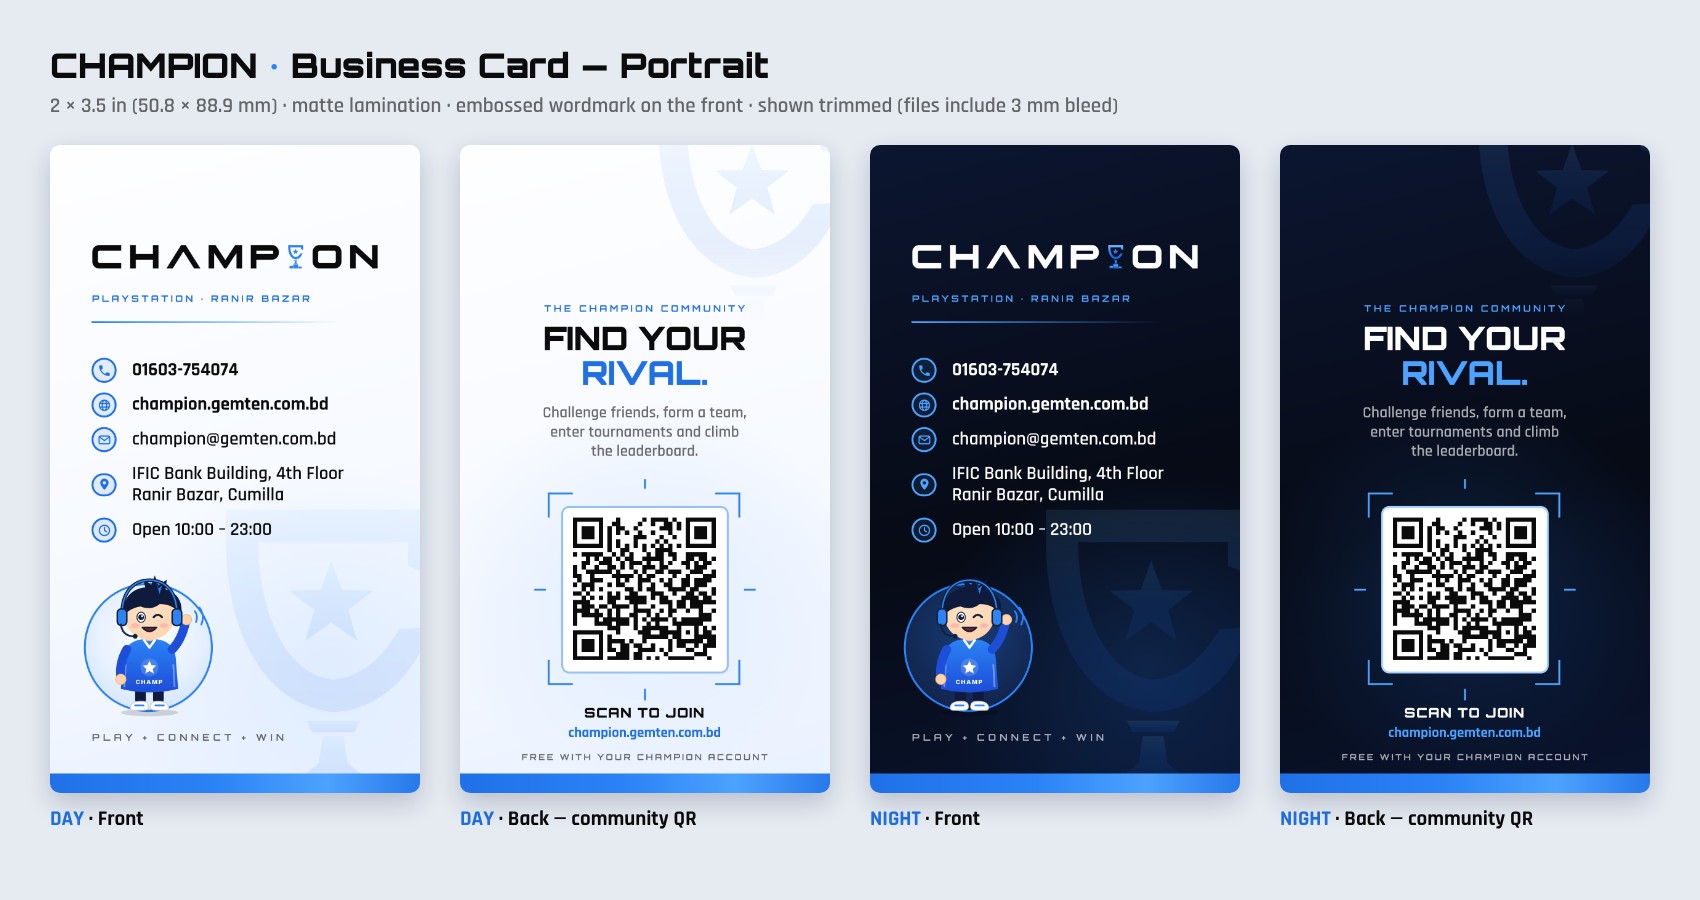 CHAMPION · Business Card – Portrait
2 × 3.5 in (50.8 × 88.9 mm) · matte lamination · embossed wordmark on the front · shown trimmed (files include 3 mm bleed)
CHAMPION
PLAYSTATION · RANIR BAZAR
01603-754074
champion.gemten.com.bd
champion@gemten.com.bd
IFIC Bank Building, 4th Floor
Ranir Bazar, Cumilla
Open 10:00 – 23:00
CHAMP
PLAY + CONNECT + WIN
DAY · Front
THE CHAMPION COMMUNITY
FIND YOUR
RIVAL.
Challenge friends, form a team,
enter tournaments and climb
the leaderboard.
SCAN TO JOIN
champion.gemten.com.bd
FREE WITH YOUR CHAMPION ACCOUNT
DAY · Back – community QR
CHAMPION
PLAYSTATION · RANIR BAZAR
01603-754074
champion.gemten.com.bd
champion@gemten.com.bd
IFIC Bank Building, 4th Floor
Ranir Bazar, Cumilla
Open 10:00 – 23:00
CHAMP
PLAY + CONNECT + WIN
NIGHT · Front
THE CHAMPION COMMUNITY
FIND YOUR
RIVAL.
Challenge friends, form a team,
enter tournaments and climb
the leaderboard.
SCAN TO JOIN
champion.gemten.com.bd
FREE WITH YOUR CHAMPION ACCOUNT
NIGHT · Back – community QR